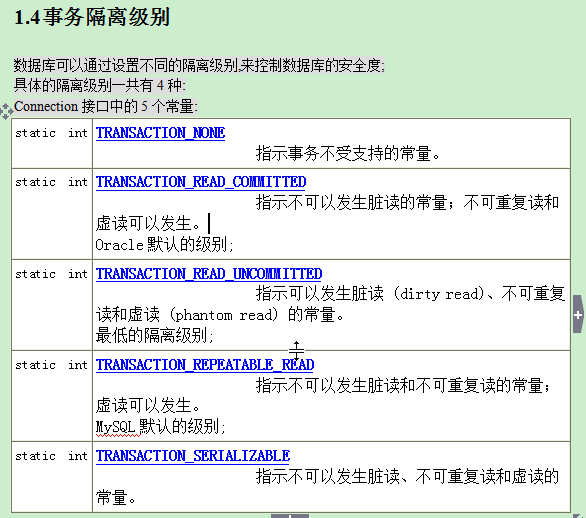 1.4事务隔离级别
数据库可以通过设置不同的隔离级别,来控制数据库的安全度;
具体的隔离级别一共有4种:
Connection 接口中的5个常量:
static int TRANSACTION_NONE
指示事务不受支持的常量。
static int TRANSACTION_READ_COMMITTED
指示不可以发生脏读的常量；不可重复读和
虚读可以发生。
Oracle 默认的级别;
static int TRANSACTION_READ_UNCOMMITTED
指示可以发生脏读 (dirty read)、不可重复
读和虚读 (phantom read) 的常量。
最低的隔离级别;
static int TRANSACTION_REPEATABLE_READ
指示不可以发生脏读和不可重复读的常量；
虚读可以发生。
MySQL 默认的级别;
static int TRANSACTION_SERIALIZABLE
指示不可以发生脏读、不可重复读和虚读的
常量。